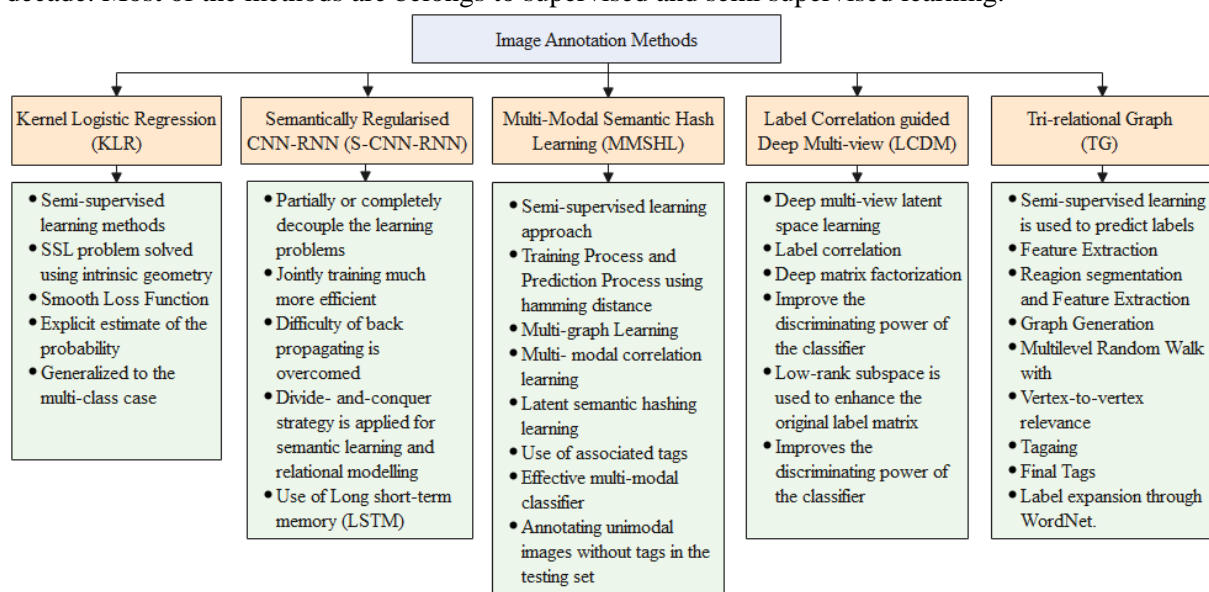 decade. Most of the methods are belongs to supervised and semi supervised learning.
Image Annotation Methods
Kernel Logistic Regression
(KLR)
• Semi-supervised
learning methods
• SSL problem solved
using intrinsic geometry
• Smooth Loss Function
• Explicit estimate of the
probability
• Generalized to the
multi-class case
Semantically Regularised
CNN-RNN (S-CNN-RNN)
• Partially or completely
decouple the learning
problems
• Jointly training much
more efficient
• Difficulty of back
propagating is
overcomed
• Divide- and-conquer
strategy is applied for
semantic learning and
relational modelling
• Use of Long short-term
memory (LSTM)
Multi-Modal Semantic Hash
Learning (MMSHL)
• Semi-supervised learning
approach
• Training Process and
Prediction Process using
hamming distance
• Multi-graph Learning
• Multi- modal correlation
learning
• Latent semantic hashing
learning
• Use of associated tags
• Effective multi-modal
classifier
• Annotating unimodal
images without tags in the
testing set
Label Correlation guided
Deep Multi-view (LCDM)
• Deep multi-view latent
space learning
• Label correlation
• Deep matrix factorization
• Improve the
discriminating power of
the classifier
• Low-rank subspace is
used to enhance the
original label matrix
• Improves the
discriminating power of
the classifier
Tri-relational Graph
(TG)
• Semi-supervised learning
is used to predict labels
• Feature Extraction
• Reagion segmentation
and Feature Extraction
• Graph Generation
• Multilevel Random Walk
with
• Vertex-to-vertex
relevance
• Tagaing
• Final Tags
• Label expansion through
WordNet.